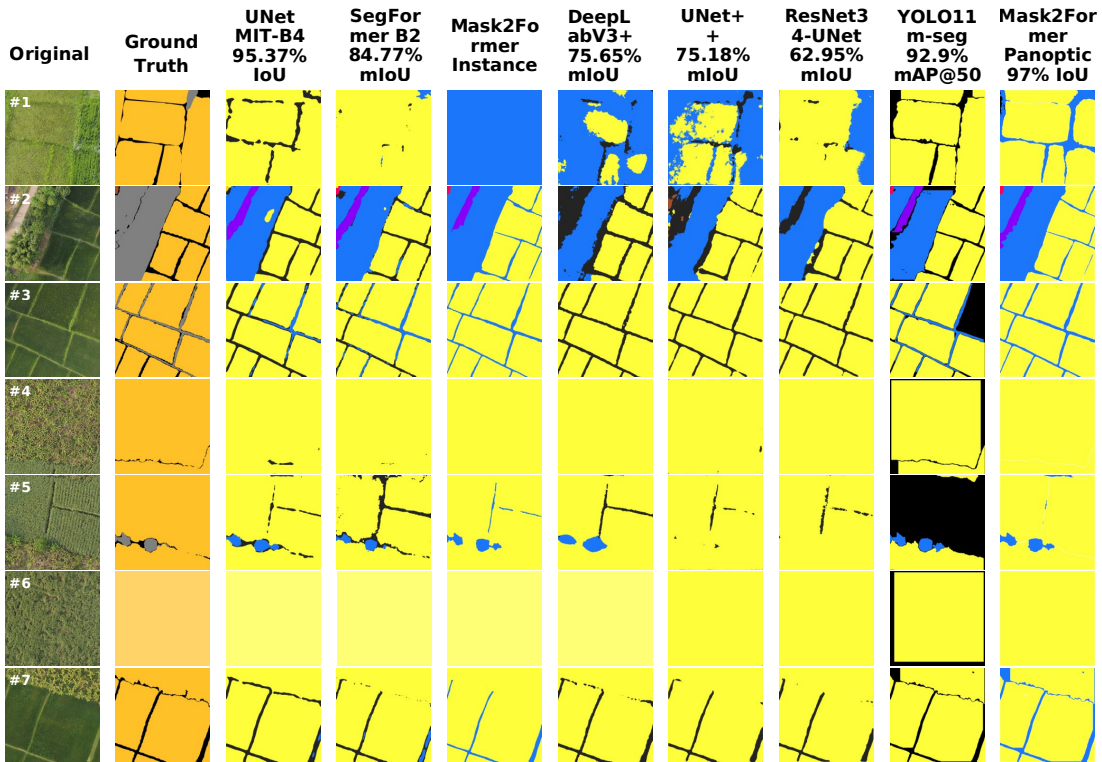 Original
Ground
Truth
UNet
MIT-B4
95.37%
IoU
SegFor
mer B2
84.77%
mIoU
Mask2Fo
rmer
Instance
DeepL
abV3+
75.65%
mIoU
UNet+
+
75.18%
mIoU
ResNet3
4-UNet
62.95%
mIoU
YOLO11
m-seg
92.9%
mAP@50
Mask2For
mer
Panoptic
97% IoU
#1
#2
#3
#4
#5
#6
#7